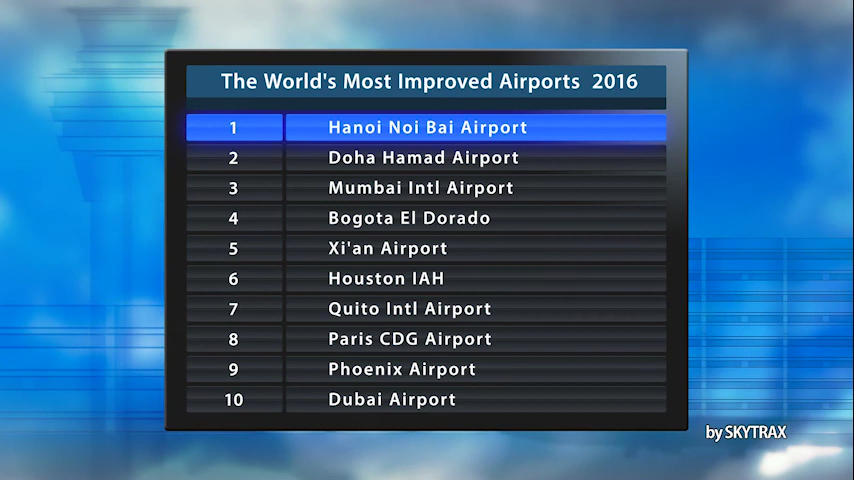 The World's Most Improved Airports 2016
1 Hanoi Noi Bai Airport
2 Doha Hamad Airport
3 Mumbai Intl Airport
4 Bogota El Dorado
5 Xi'an Airport
6 Houston IAH
7 Quito Intl Airport
8 Paris CDG Airport
9 Phoenix Airport
10 Dubai Airport
by SKYTRAX